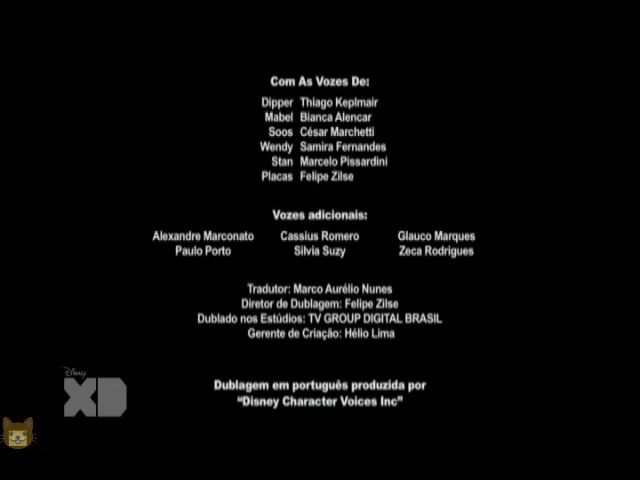 Com As Vozes De:
Dipper Thiago Keplmair
Mabel Bianca Alencar
Soos César Marchetti
Wendy Samira Fernandes
Stan Marcelo Pissardini
Placas Felipe Zilse
Vozes adicionais:
Alexandre Marconato Cassius Romero Glauco Marques
Paulo Porto Silvia Suzy Zeca Rodrigues
Tradutor: Marco Aurélio Nunes
Diretor de Dublagem: Felipe Zilse
Dublado nos Estúdios: TV GROUP DIGITAL BRASIL
Gerente de Criação: Hélio Lima
Disney
XD
Dublagem em português produzida por
“Disney Character Voices Inc”